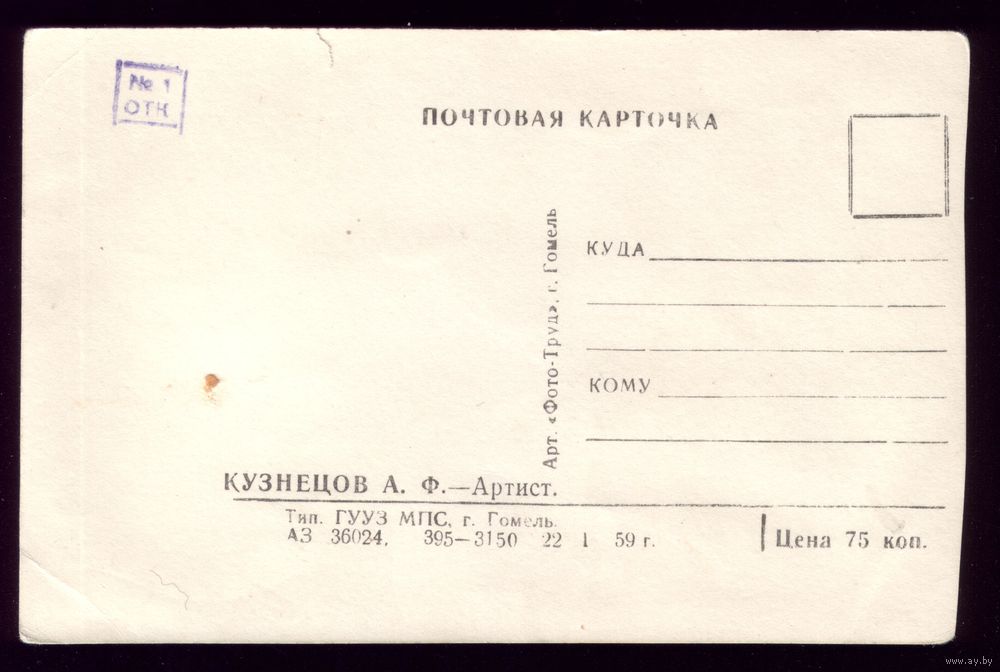 № 1
ОТК
ПОЧТОВАЯ КАРТОЧКА
КУДА
КОМУ
Арт. «Фото-Труд», г. Гомель
КУЗНЕЦОВ А. Ф.—Артист.
Тип. ГУУЗ МПС, г. Гомель.
АЗ 36024. 395—3150 22 1 59 г.
Цена 75 коп.
www.ay.by